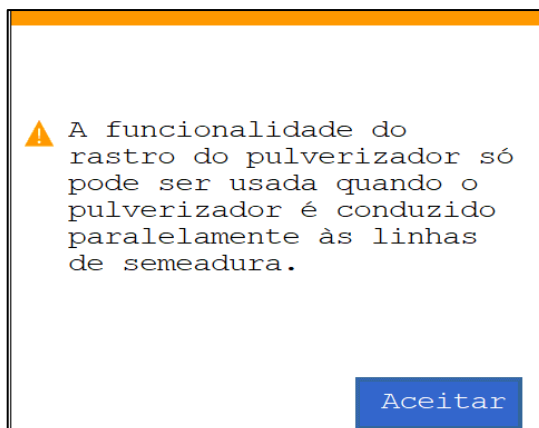 A funcionalidade do
rastro do pulverizador só
pode ser usada quando o
pulverizador é conduzido
paralelamente às linhas
de semeadura.
Aceitar